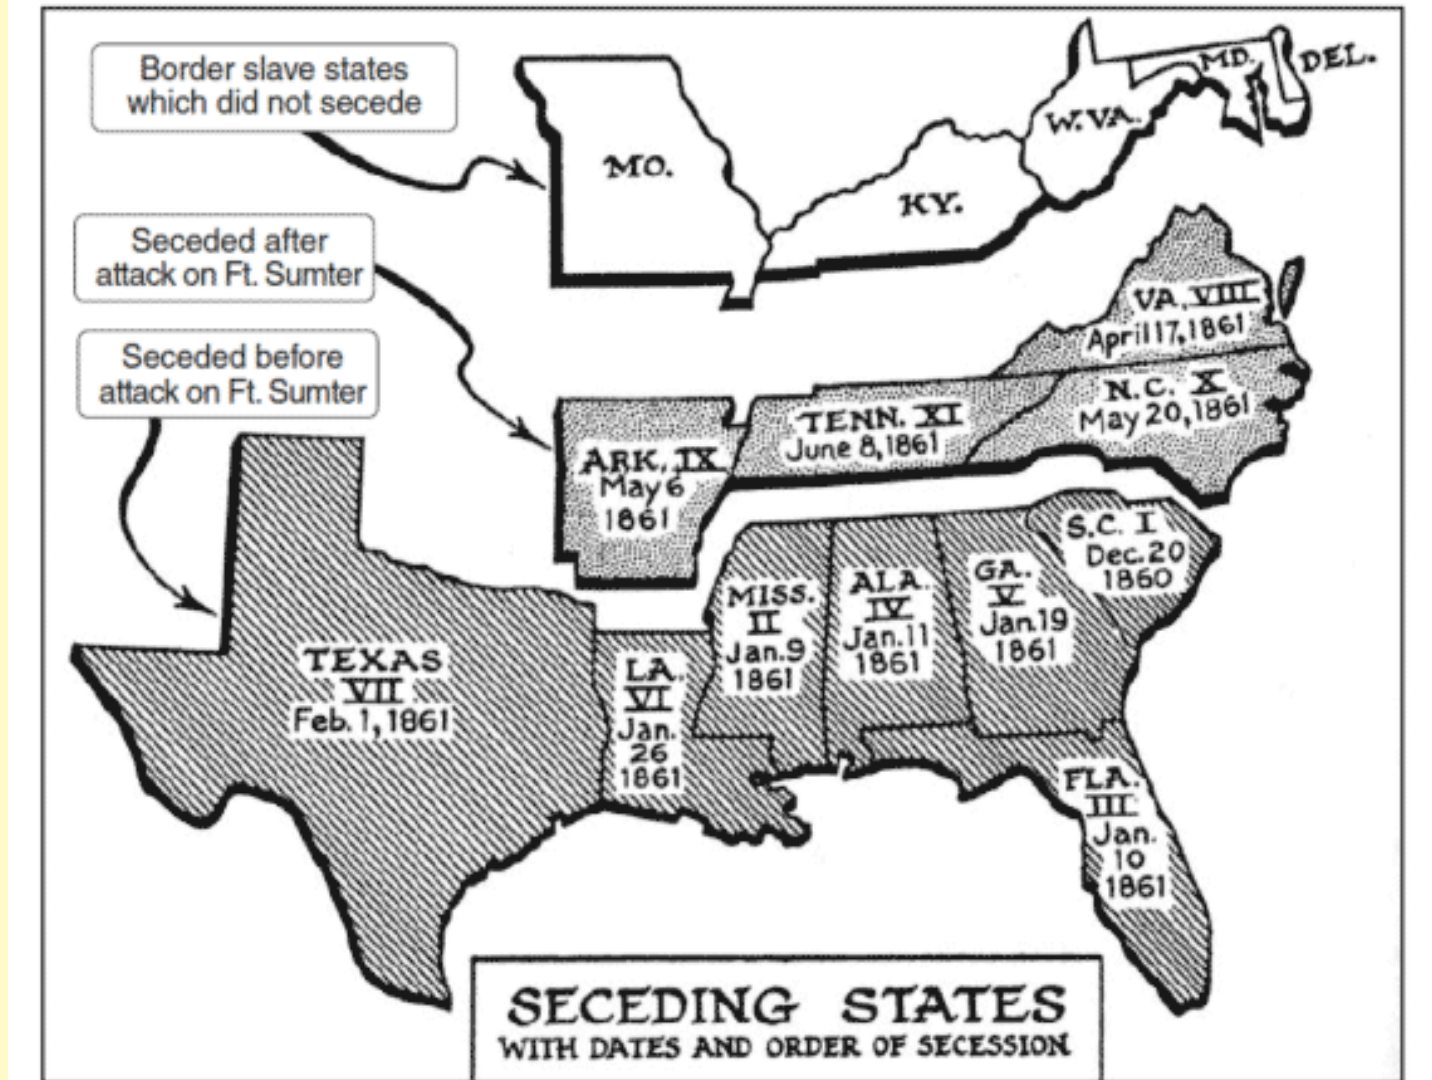 Border slave states
which did not secede
MO.
KY.
W.VA.
MD.
DEL.
Seceded after
attack on Ft. Sumter
VA. VIII
April 17, 1861
N.C. X
May 20, 1861
TENN. XI
June 8, 1861
ARK. IX
May 6
1861
Seceded before
attack on Ft. Sumter
S.C. I
Dec. 20
1860
GA.
V
Jan. 19
1861
ALA.
IV
Jan. 11
1861
MISS.
II
Jan. 9
1861
LA.
VI
Jan.
26
1861
TEXAS
VII
Feb. 1, 1861
FLA.
III
Jan.
10
1861
SECEDING STATES
WITH DATES AND ORDER OF SECESSION